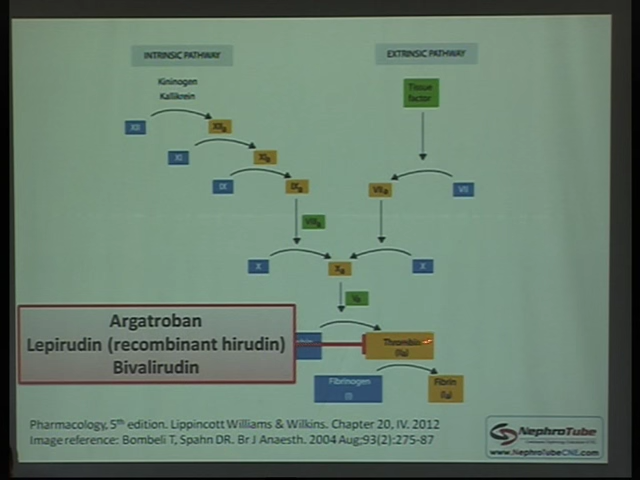 INTRINSIC PATHWAY
EXTRINSIC PATHWAY
Kininogen
Kallikrein
Tissue
factor
XII
XIIa
XI
XIa
IX
IXa
VIIa
VII
VIIIa
X
Xa
X
Va
Argatroban
Lepirudin (recombinant hirudin)
Bivalirudin
Thrombin
(IIa)
Fibrinogen
(I)
Fibrin
(Ia)
Pharmacology, 5th edition. Lippincott Williams & Wilkins. Chapter 20, IV. 2012
Image reference: Bombeli T, Spahn DR. Br J Anaesth. 2004 Aug;93(2):275-87
NephroTube
www.NephroTubeCNE.com